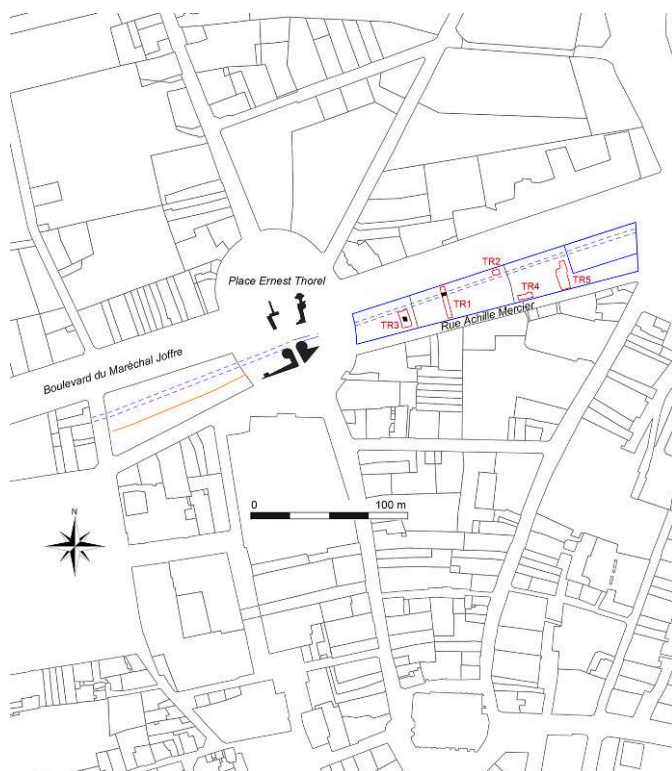 Place Ernest Thorel
TR2
TR1
TR4
TR5
TR3
Rue Achille Mercier
Boulevard du Maréchal Joffre
N
0 100 m